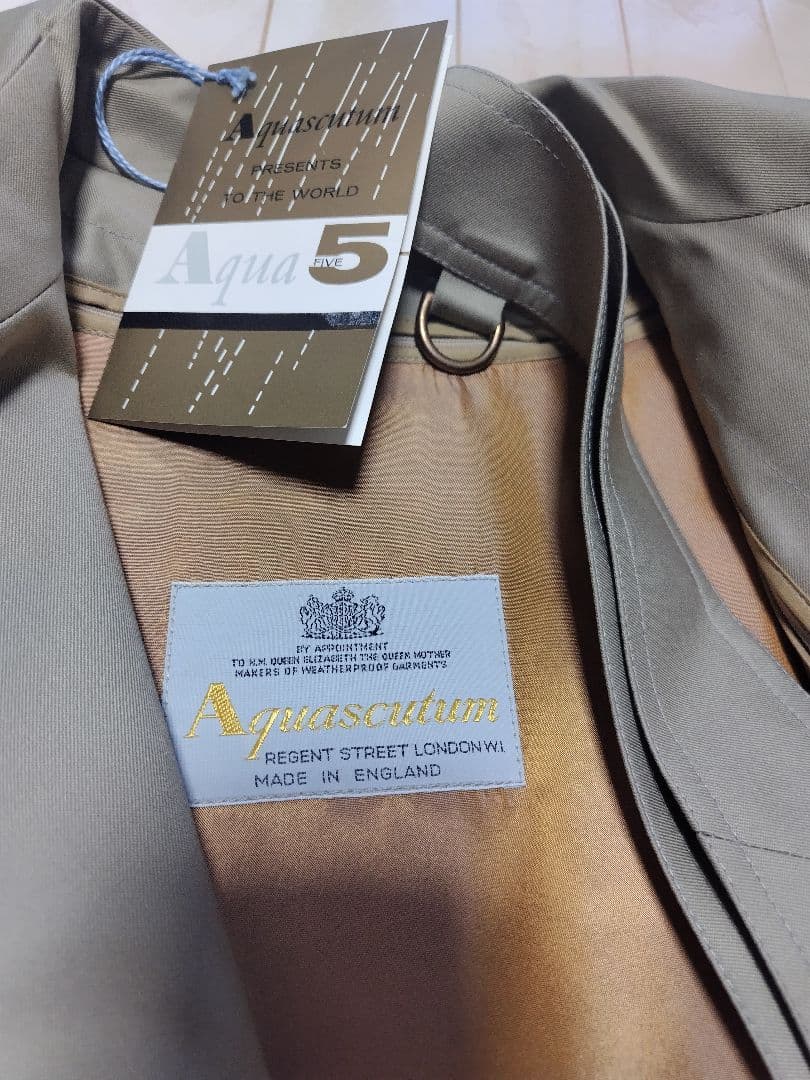 Aquascutum
PRESENTS
TO THE WORLD
Aqua 5
FIVE
BY APPOINTMENT
TO H.M. QUEEN ELIZABETH THE QUEEN MOTHER
MAKERS OF WEATHERPROOF GARMENTS
Aquascutum
REGENT STREET LONDON W.1.
MADE IN ENGLAND